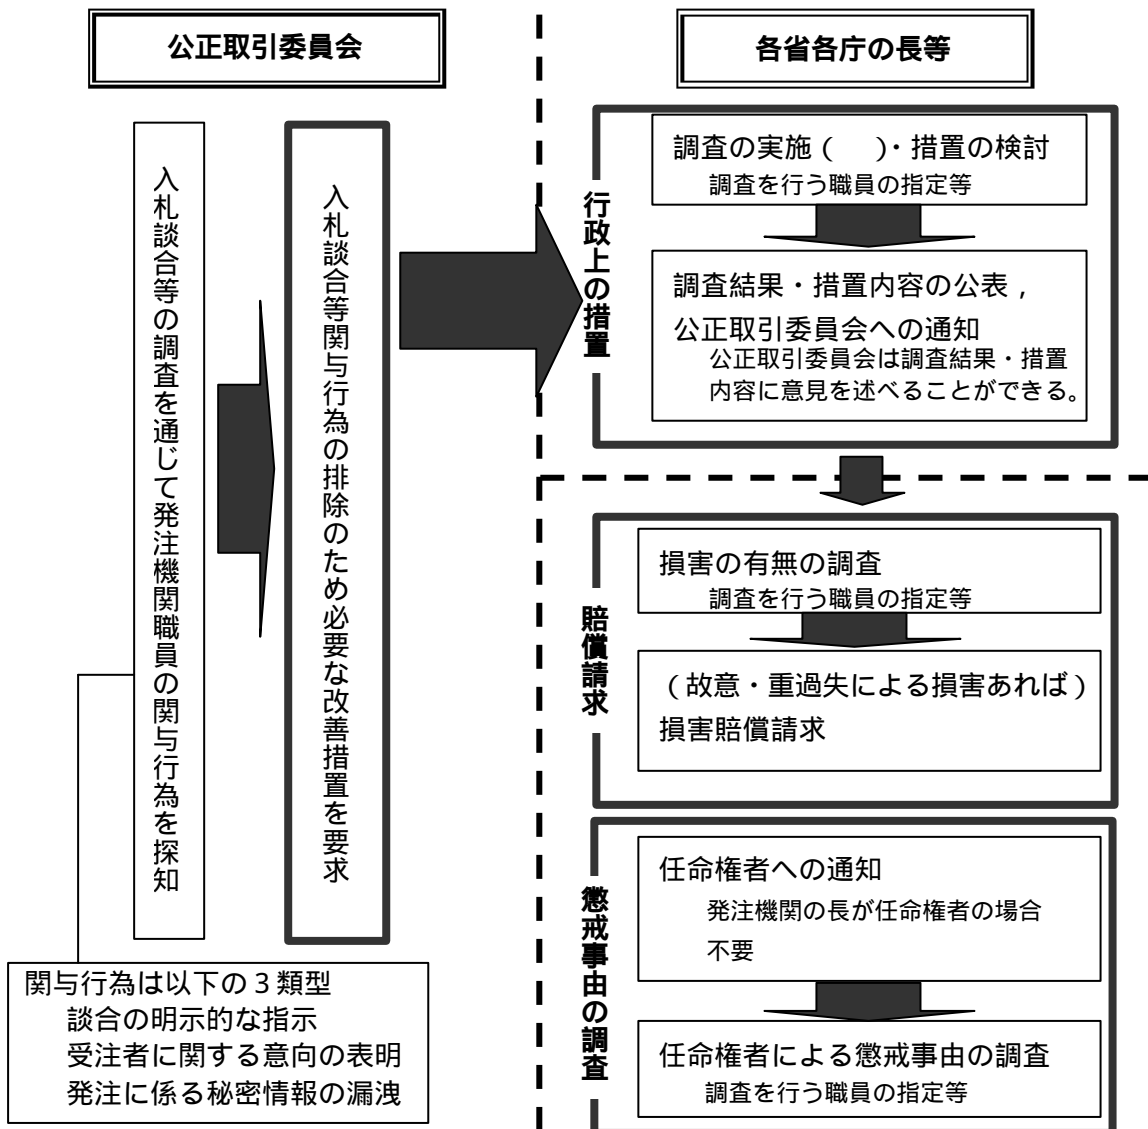 公正取引委員会
入札談合等の調査を通じて発注機関職員の関与行為を探知
入札談合等関与行為の排除のため必要な改善措置を要求
関与行為は以下の3類型
談合の明示的な指示
受注者に関する意向の表明
発注に係る秘密情報の漏洩
各省各庁の長等
行政上の措置
調査の実施(　)・措置の検討
調査を行う職員の指定等
調査結果・措置内容の公表,
公正取引委員会への通知
公正取引委員会は調査結果・措置
内容に意見を述べることができる。
賠償請求
損害の有無の調査
調査を行う職員の指定等
(故意・重過失による損害あれば)
損害賠償請求
懲戒事由の調査
任命権者への通知
発注機関の長が任命権者の場合
不要
任命権者による懲戒事由の調査
調査を行う職員の指定等